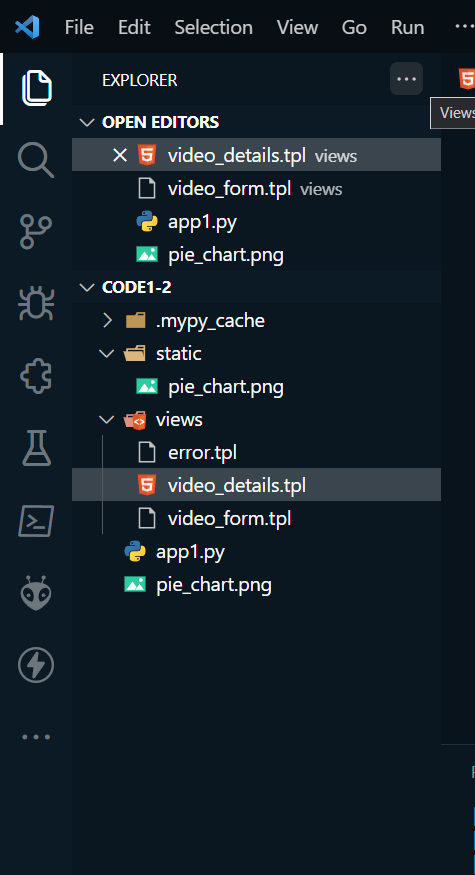 File Edit Selection View Go Run ...
EXPLORER
Views
OPEN EDITORS
video_details.tpl views
video_form.tpl views
app1.py
pie_chart.png
CODE1-2
.mypy_cache
static
pie_chart.png
views
error.tpl
video_details.tpl
video_form.tpl
app1.py
pie_chart.png